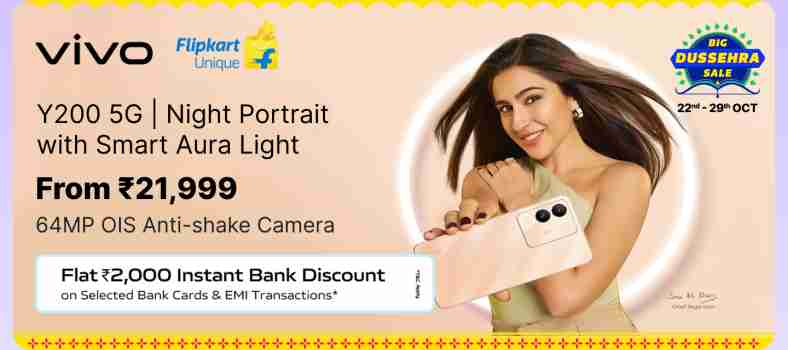 vivo
Flipkart
Unique
BIG
DUSSEHRA
SALE
22nd - 29th OCT
Y200 5G | Night Portrait
with Smart Aura Light
From ₹21,999
64MP OIS Anti-shake Camera
Flat ₹2,000 Instant Bank Discount
on Selected Bank Cards & EMI Transactions*